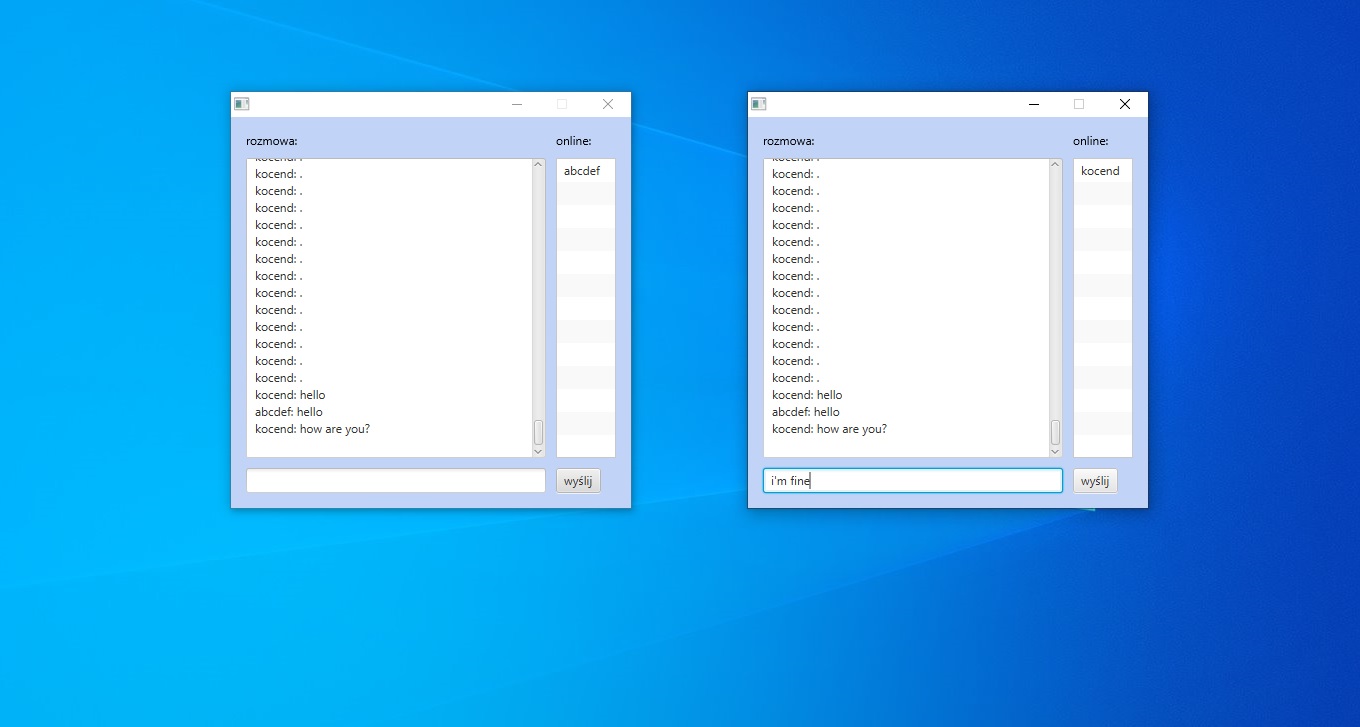 rozmowa:
online:
kocend: .
kocend: .
kocend: .
kocend: .
kocend: .
kocend: .
kocend: .
kocend: .
kocend: .
kocend: .
kocend: .
kocend: .
kocend: .
kocend: .
kocend: hello
abcdef: hello
kocend: how are you?
abcdef
wyślij
rozmowa:
online:
kocend: .
kocend: .
kocend: .
kocend: .
kocend: .
kocend: .
kocend: .
kocend: .
kocend: .
kocend: .
kocend: .
kocend: .
kocend: .
kocend: .
kocend: hello
abcdef: hello
kocend: how are you?
kocend
i'm fine
wyślij